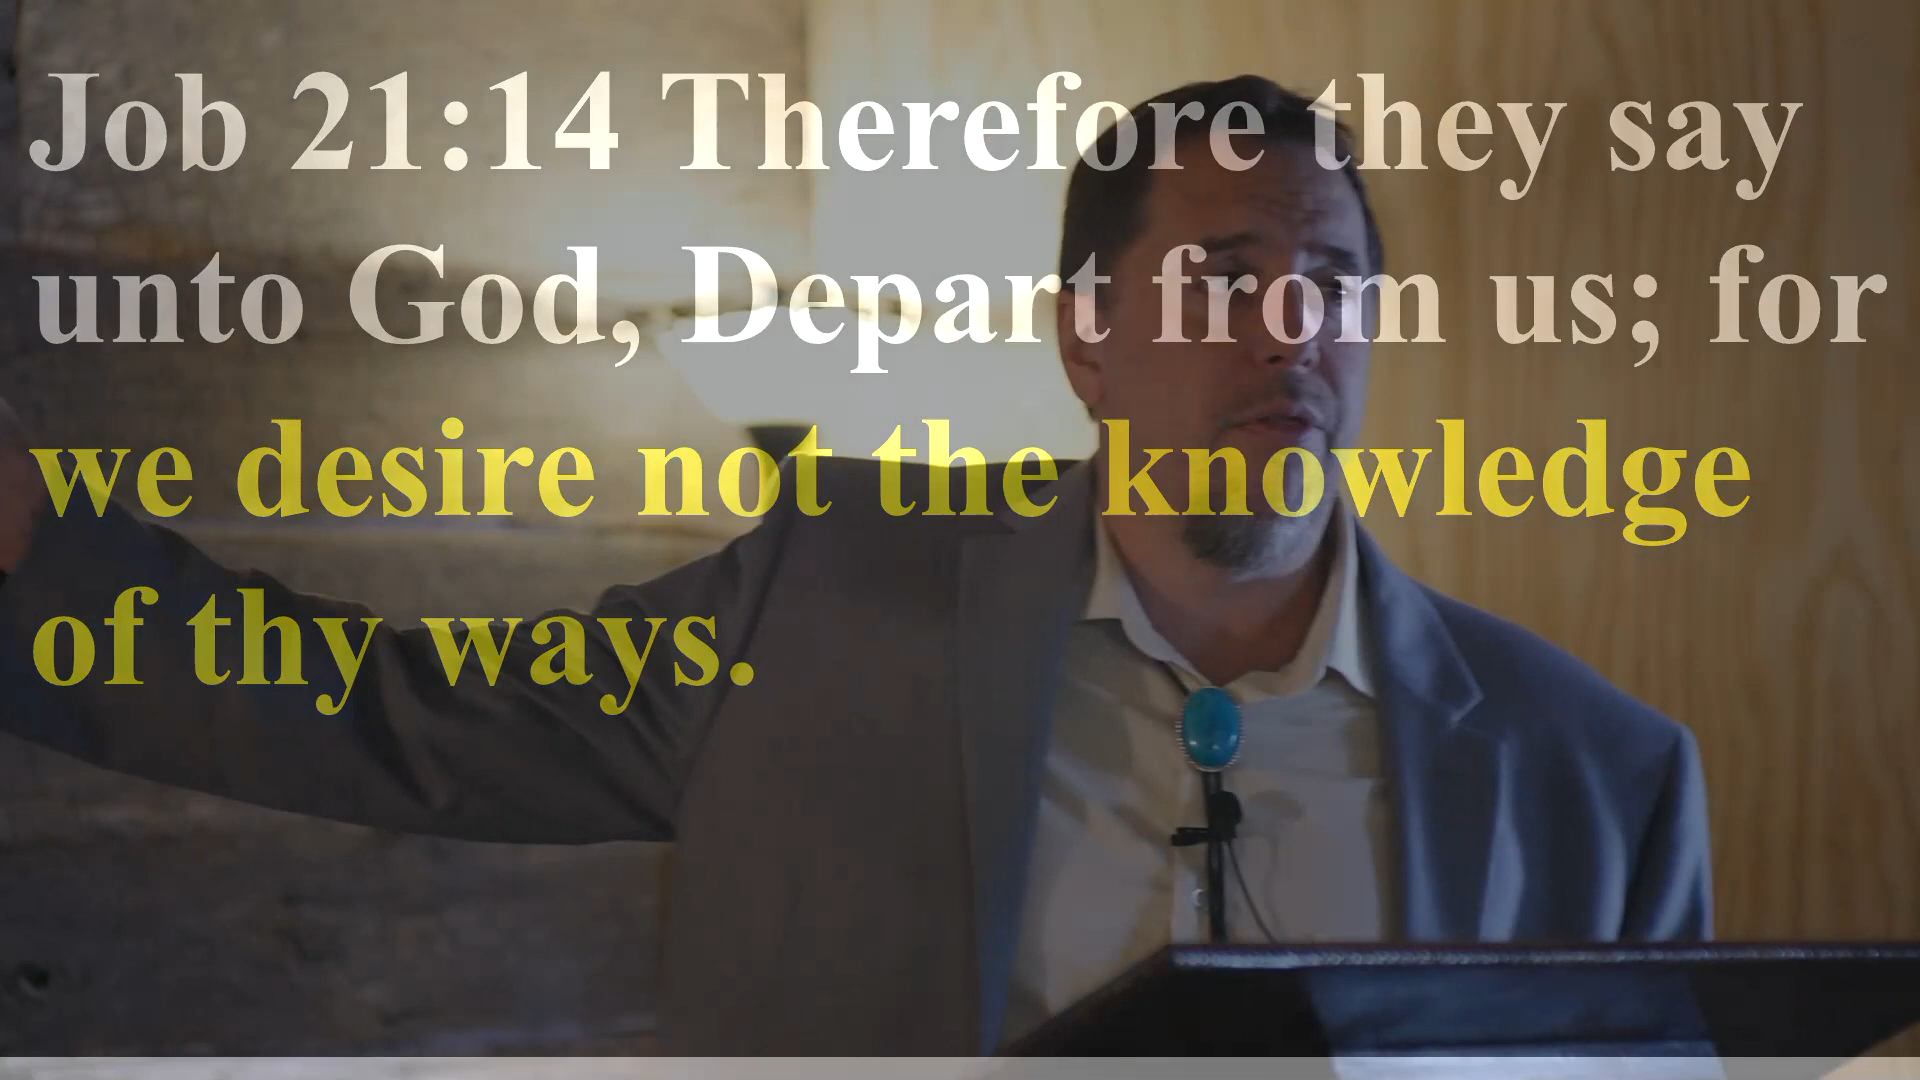 Job 21:14 Therefore they say
unto God, Depart from us; for
we desire not the knowledge
of thy ways.